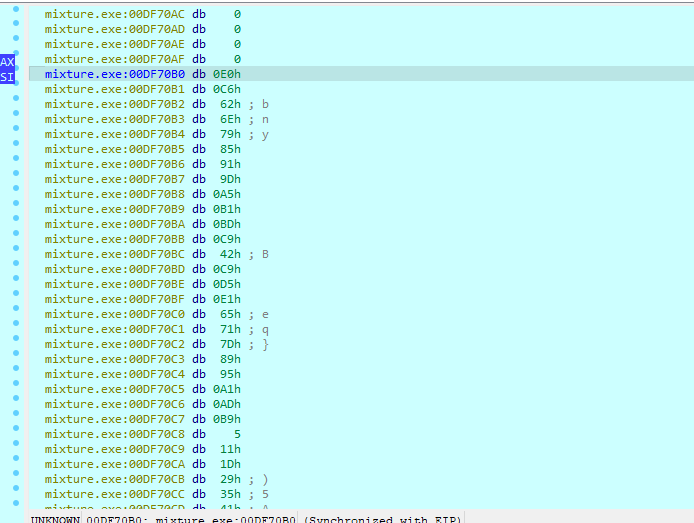 mixture.exe:00DF70AC db 0
mixture.exe:00DF70AD db 0
mixture.exe:00DF70AE db 0
AX mixture.exe:00DF70AF db 0
SI mixture.exe:00DF70B0 db 0E0h
mixture.exe:00DF70B1 db 0C6h
mixture.exe:00DF70B2 db 62h ; b
mixture.exe:00DF70B3 db 6Eh ; n
mixture.exe:00DF70B4 db 79h ; y
mixture.exe:00DF70B5 db 85h
mixture.exe:00DF70B6 db 91h
mixture.exe:00DF70B7 db 9Dh
mixture.exe:00DF70B8 db 0A5h
mixture.exe:00DF70B9 db 0B1h
mixture.exe:00DF70BA db 0BDh
mixture.exe:00DF70BB db 0C9h
mixture.exe:00DF70BC db 42h ; B
mixture.exe:00DF70BD db 0C9h
mixture.exe:00DF70BE db 0D5h
mixture.exe:00DF70BF db 0E1h
mixture.exe:00DF70C0 db 65h ; e
mixture.exe:00DF70C1 db 71h ; q
mixture.exe:00DF70C2 db 7Dh ; }
mixture.exe:00DF70C3 db 89h
mixture.exe:00DF70C4 db 95h
mixture.exe:00DF70C5 db 0A1h
mixture.exe:00DF70C6 db 0ADh
mixture.exe:00DF70C7 db 0B9h
mixture.exe:00DF70C8 db 5
mixture.exe:00DF70C9 db 11h
mixture.exe:00DF70CA db 1Dh
mixture.exe:00DF70CB db 29h ; )
mixture.exe:00DF70CC db 35h ; 5
mixture.exe:00DF70CD db 41h ; A
UNKNOWN 00DF70B0: mixture.exe:00DF70B0 (Synchronized with EIP)